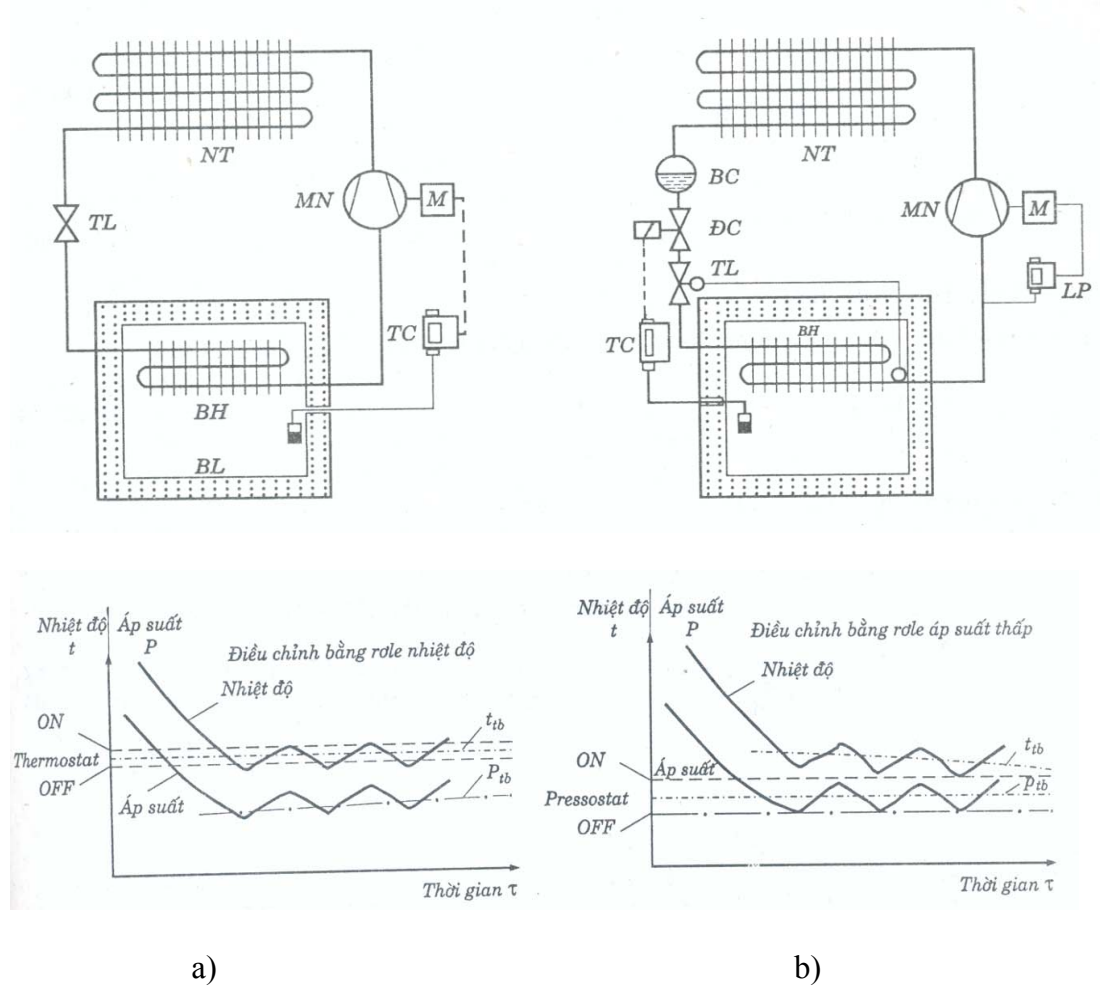 NT
MN
M
TL
TC
BH
BL
NT
BC
MN
M
ĐC
TL
LP
BH
TC
Nhiệt độ
t
Áp suất
P
Điều chỉnh bằng rơle nhiệt độ
Nhiệt độ
ON
Thermostat
OFF
t_tb
Áp suất
P_tb
Thời gian τ
Nhiệt độ
t
Áp suất
P
Điều chỉnh bằng rơle áp suất thấp
Nhiệt độ
ON
Áp suất
Pressostat
OFF
t_tb
P_tb
Thời gian τ
a)
b)